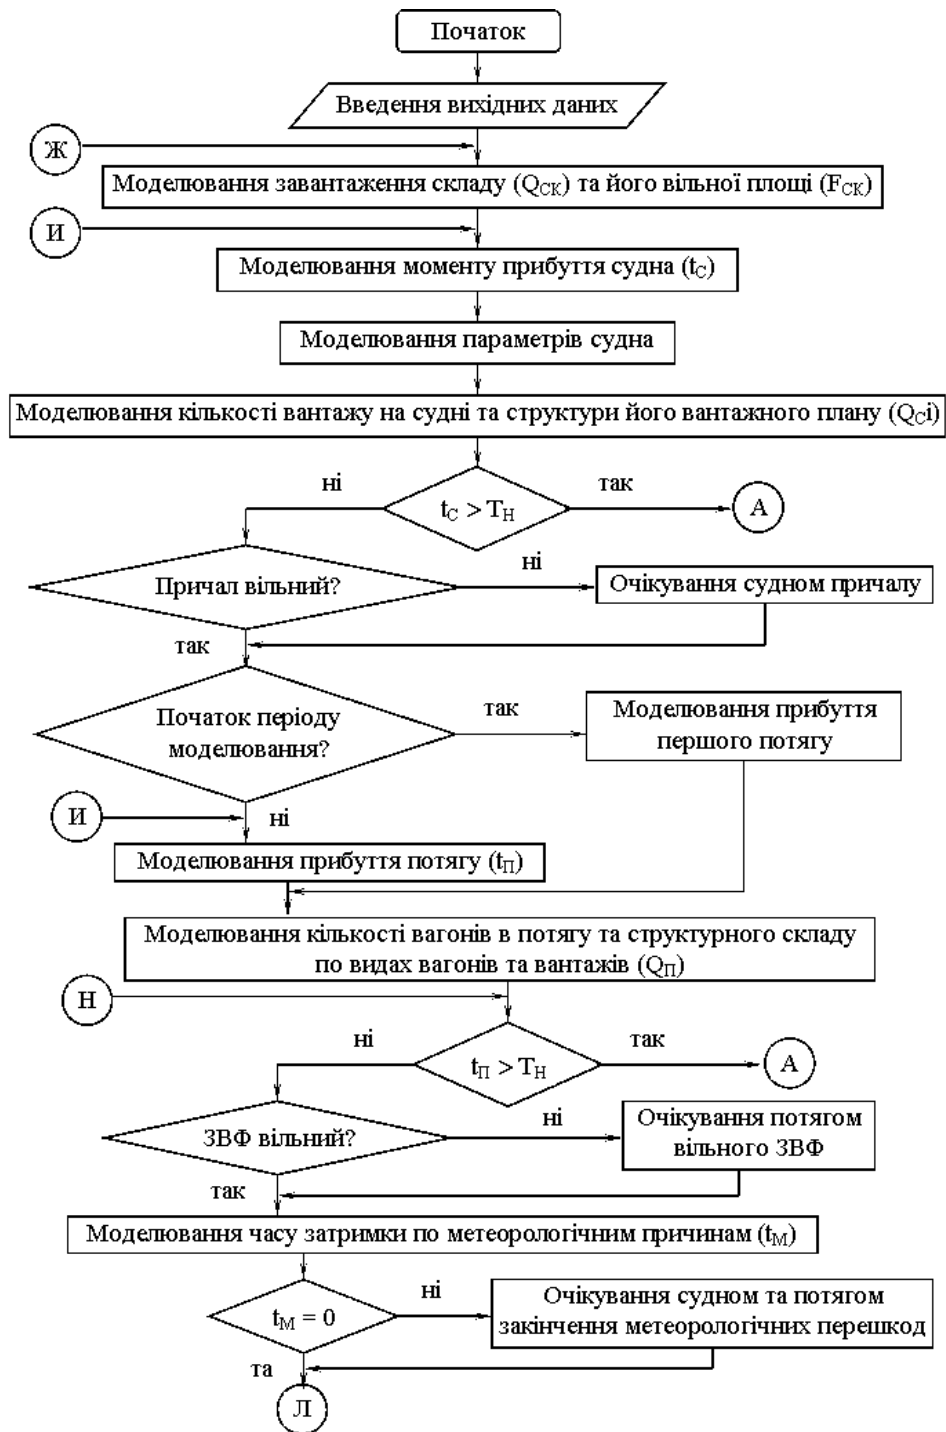 Початок
Введення вихідних даних
Ж
Моделювання завантаження складу (QСК) та його вільної площі (FСК)
И
Моделювання моменту прибуття судна (tС)
Моделювання параметрів судна
Моделювання кількості вантажу на судні та структури його вантажного плану (QСі)
ні
так
tС > TН
А
Причал вільний?
ні
Очікування судном причалу
так
Початок періоду
моделювання?
так
Моделювання прибуття
першого потягу
И
ні
Моделювання прибуття потягу (tП)
Моделювання кількості вагонів в потягу та структурного складу
по видах вагонів та вантажів (QП)
Н
ні
так
tП > TН
А
ЗВФ вільний?
ні
Очікування потягом
вільного ЗВФ
так
Моделювання часу затримки по метеорологічним причинам (tМ)
tМ = 0
ні
Очікування судном та потягом
закінчення метеорологічних перешкод
та
Л